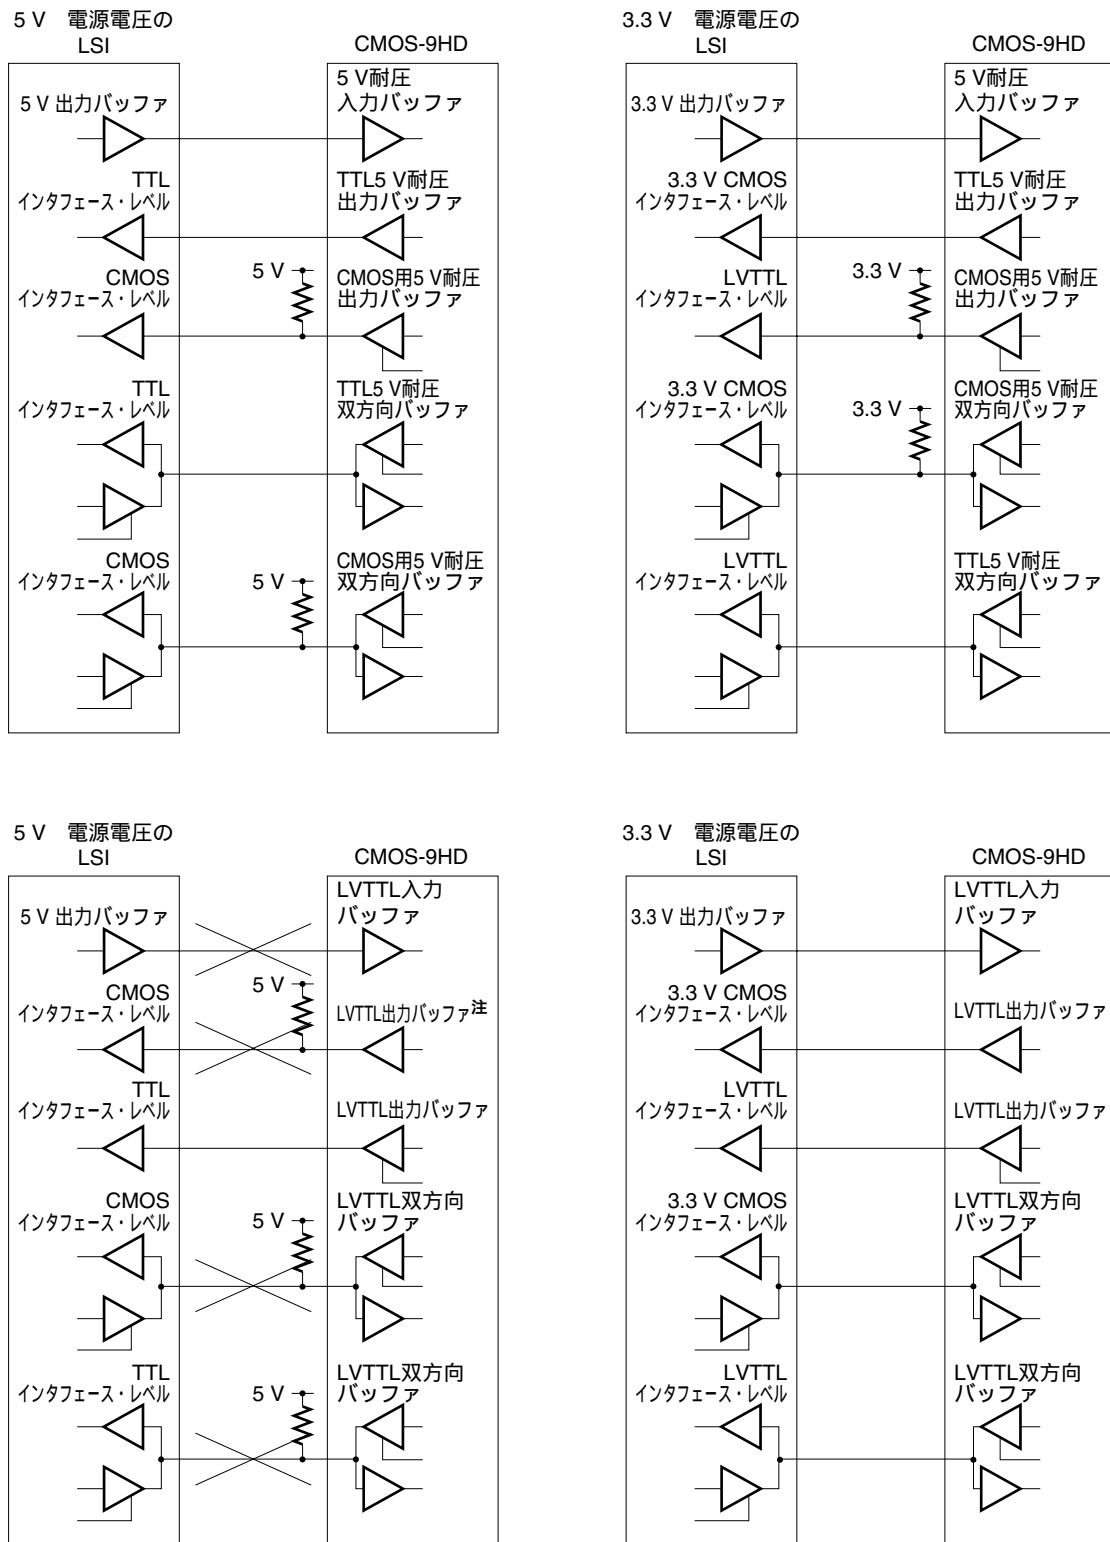 5 V 電源電圧の
LSI
CMOS-9HD
5 V 出力バッファ
5 V耐圧
入力バッファ
TTL
インタフェース・レベル
TTL5 V耐圧
出力バッファ
CMOS
インタフェース・レベル
5 V
CMOS用5 V耐圧
出力バッファ
TTL
インタフェース・レベル
TTL5 V耐圧
双方向バッファ
CMOS
インタフェース・レベル
5 V
CMOS用5 V耐圧
双方向バッファ
3.3 V 電源電圧の
LSI
CMOS-9HD
3.3 V 出力バッファ
5 V耐圧
入力バッファ
3.3 V CMOS
インタフェース・レベル
TTL5 V耐圧
出力バッファ
LVTTL
インタフェース・レベル
3.3 V
CMOS用5 V耐圧
出力バッファ
3.3 V CMOS
インタフェース・レベル
3.3 V
CMOS用5 V耐圧
双方向バッファ
LVTTL
インタフェース・レベル
TTL5 V耐圧
双方向バッファ
5 V 電源電圧の
LSI
CMOS-9HD
5 V 出力バッファ
LVTTL入力
バッファ
CMOS
インタフェース・レベル
5 V
LVTTL出力バッファ注
TTL
インタフェース・レベル
LVTTL出力バッファ
CMOS
インタフェース・レベル
5 V
LVTTL双方向
バッファ
TTL
インタフェース・レベル
5 V
LVTTL双方向
バッファ
3.3 V 電源電圧の
LSI
CMOS-9HD
3.3 V 出力バッファ
LVTTL入力
バッファ
3.3 V CMOS
インタフェース・レベル
LVTTL出力バッファ
LVTTL
インタフェース・レベル
LVTTL出力バッファ
3.3 V CMOS
インタフェース・レベル
LVTTL双方向
バッファ
LVTTL
インタフェース・レベル
LVTTL双方向
バッファ